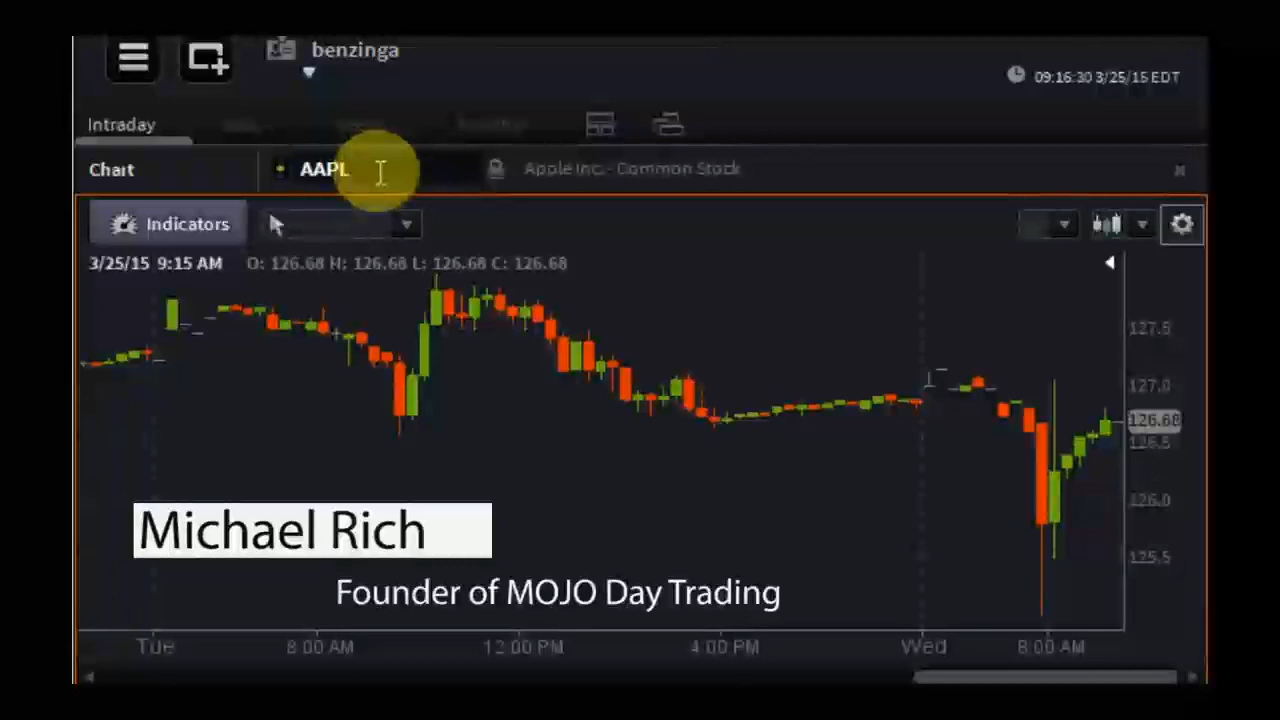 benzinga
09:16:30 3/25/15 EDT
Intraday
Chart AAPL Apple Inc. - Common Stock
Indicators
3/25/15 9:15 AM O: 126.68 H: 126.68 L: 126.68 C: 126.68
127.5
127.0
126.68
126.5
126.0
125.5
Michael Rich
Founder of MOJO Day Trading
Tue 8:00 AM 12:00 PM 4:00 PM Wed 8:00 AM